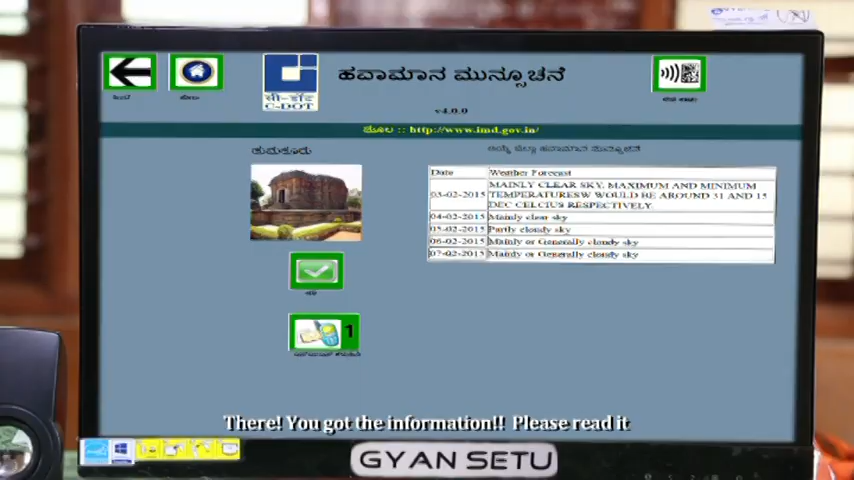 ಹವಾಮಾನ ಮುನ್ಸೂಚನೆ
सी-डॉट
C-DOT
v4.0.0
ಮೂಲ :: http://www.imd.gov.in/
ತುಮಕೂರು
Date Weather Forecast
03-02-2015 MAINLY CLEAR SKY. MAXIMUM AND MINIMUM TEMPERATURESW WOULD BE AROUND 31 AND 15 DEC CELCIUS RESPECTIVELY.
04-02-2015 Mainly clear sky
05-02-2015 Partly cloudy sky
06-02-2015 Mainly or Generally cloudy sky
07-02-2015 Mainly or Generally cloudy sky
1
There! You got the information!! Please read it
GYAN SETU